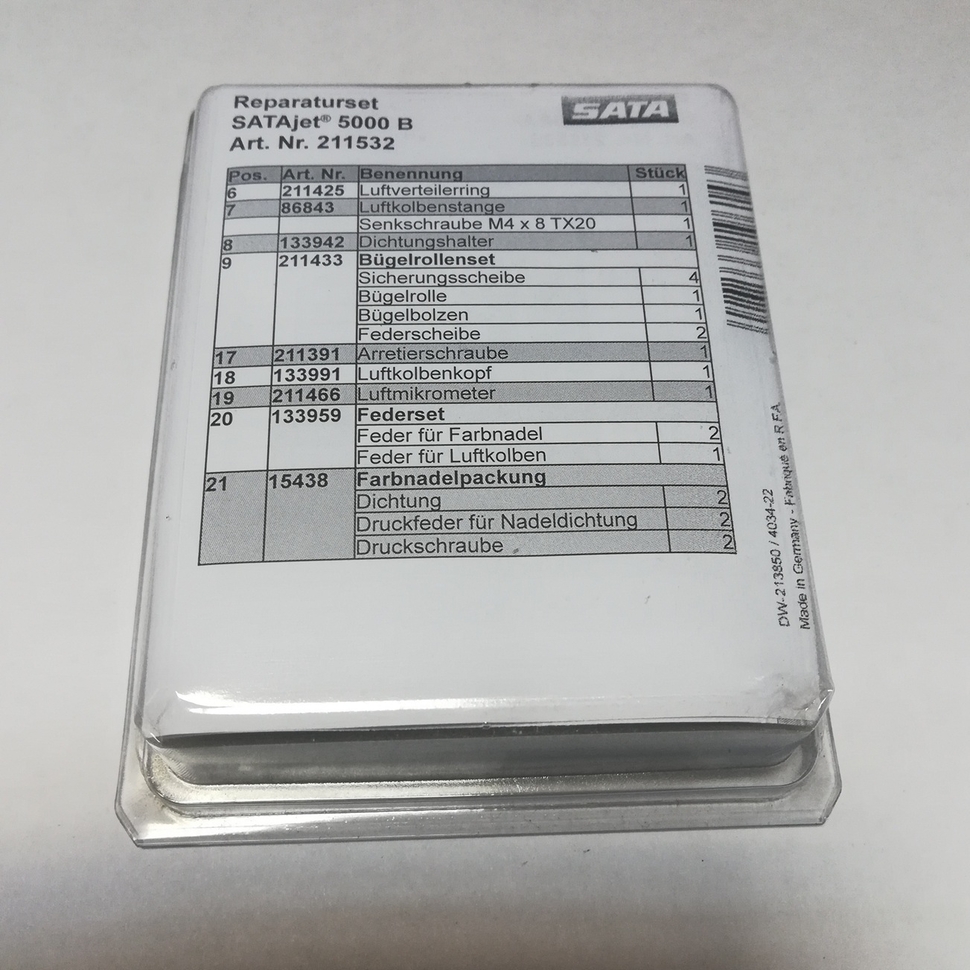 Reparaturset
SATAjet® 5000 B
Art. Nr. 211532
SATA
Pos. Art. Nr. Benennung Stück
6 211425 Luftverteilerring 1
7 86843 Luftkolbenstange 1
Senkschraube M4 x 8 TX20 1
8 133942 Dichtungshalter 1
9 211433 Bügelrollenset
Sicherungsscheibe 4
Bügelrolle 1
Bügelbolzen 1
Federscheibe 2
17 211391 Arretierschraube 1
18 133991 Luftkolbenkopf 1
19 211466 Luftmikrometer 1
20 133959 Federset
Feder für Farbnadel 2
Feder für Luftkolben 1
21 15438 Farbnadelpackung
Dichtung 2
Druckfeder für Nadeldichtung 2
Druckschraube 2
DW-213850 / 4034-22
Made in Germany - Fabriqué en R.F.A.